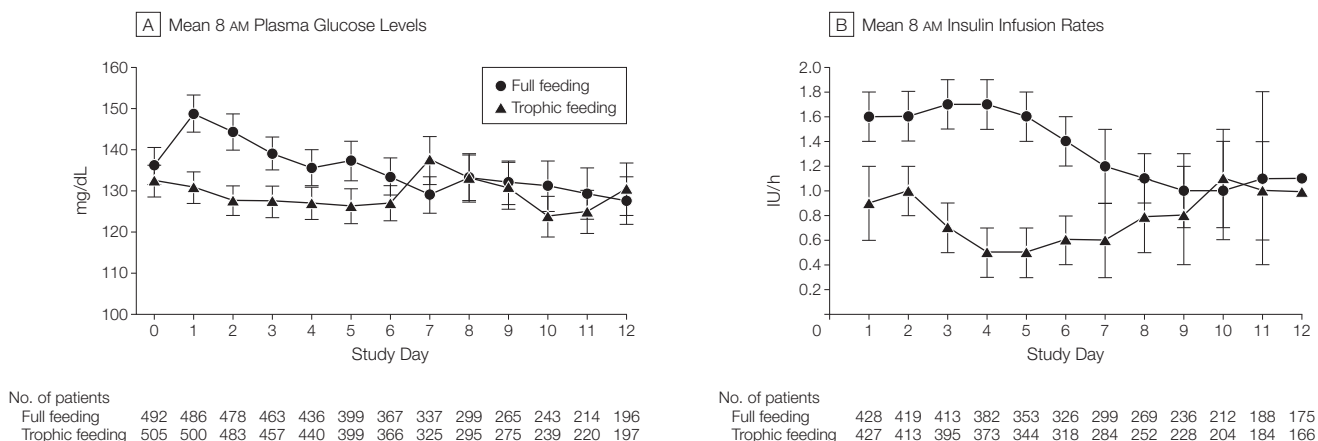 A Mean 8 AM Plasma Glucose Levels
160
150
140
130
120
110
100
mg/dL
Full feeding
Trophic feeding
0 1 2 3 4 5 6 7 8 9 10 11 12
Study Day
No. of patients
Full feeding 492 486 478 463 436 399 367 337 299 265 243 214 196
Trophic feeding 505 500 483 457 440 399 366 325 295 275 239 220 197
B Mean 8 AM Insulin Infusion Rates
2.0
1.8
1.6
1.4
1.2
1.0
0.8
0.6
0.4
0.2
0
IU/h
1 2 3 4 5 6 7 8 9 10 11 12
Study Day
No. of patients
Full feeding 428 419 413 382 353 326 299 269 236 212 188 175
Trophic feeding 427 413 395 373 344 318 284 252 228 204 184 166